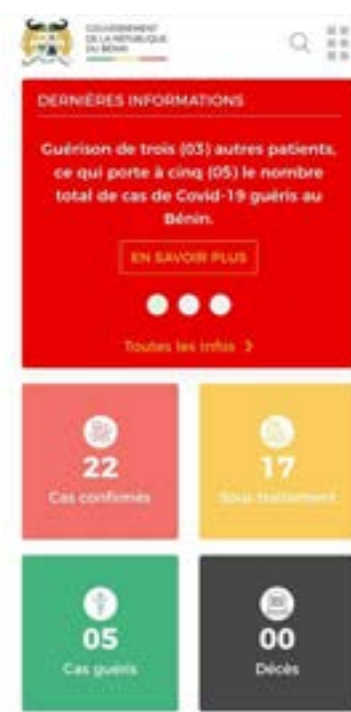 GOUVERNEMENT
DE LA RÉPUBLIQUE
DU BÉNIN
DERNIÈRES INFORMATIONS
Guérison de trois (03) autres patients,
ce qui porte à cinq (05) le nombre
total de cas de Covid-19 guéris au
Bénin.
EN SAVOIR PLUS
Toutes les infos >
22
Cas confirmés
17
Sous traitement
05
Cas guéris
00
Décès